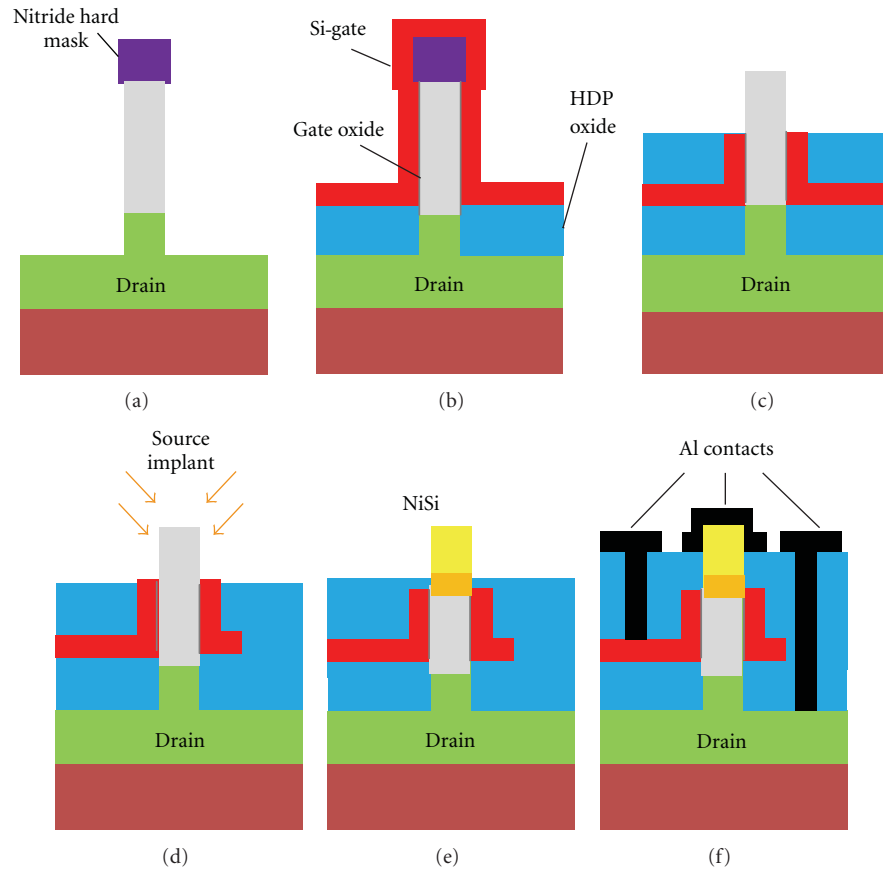 Nitride hard
mask
Drain
(a)
Si-gate
Gate oxide
HDP
oxide
Drain
(b)
Drain
(c)
Source
implant
Drain
(d)
NiSi
Drain
(e)
Al contacts
Drain
(f)